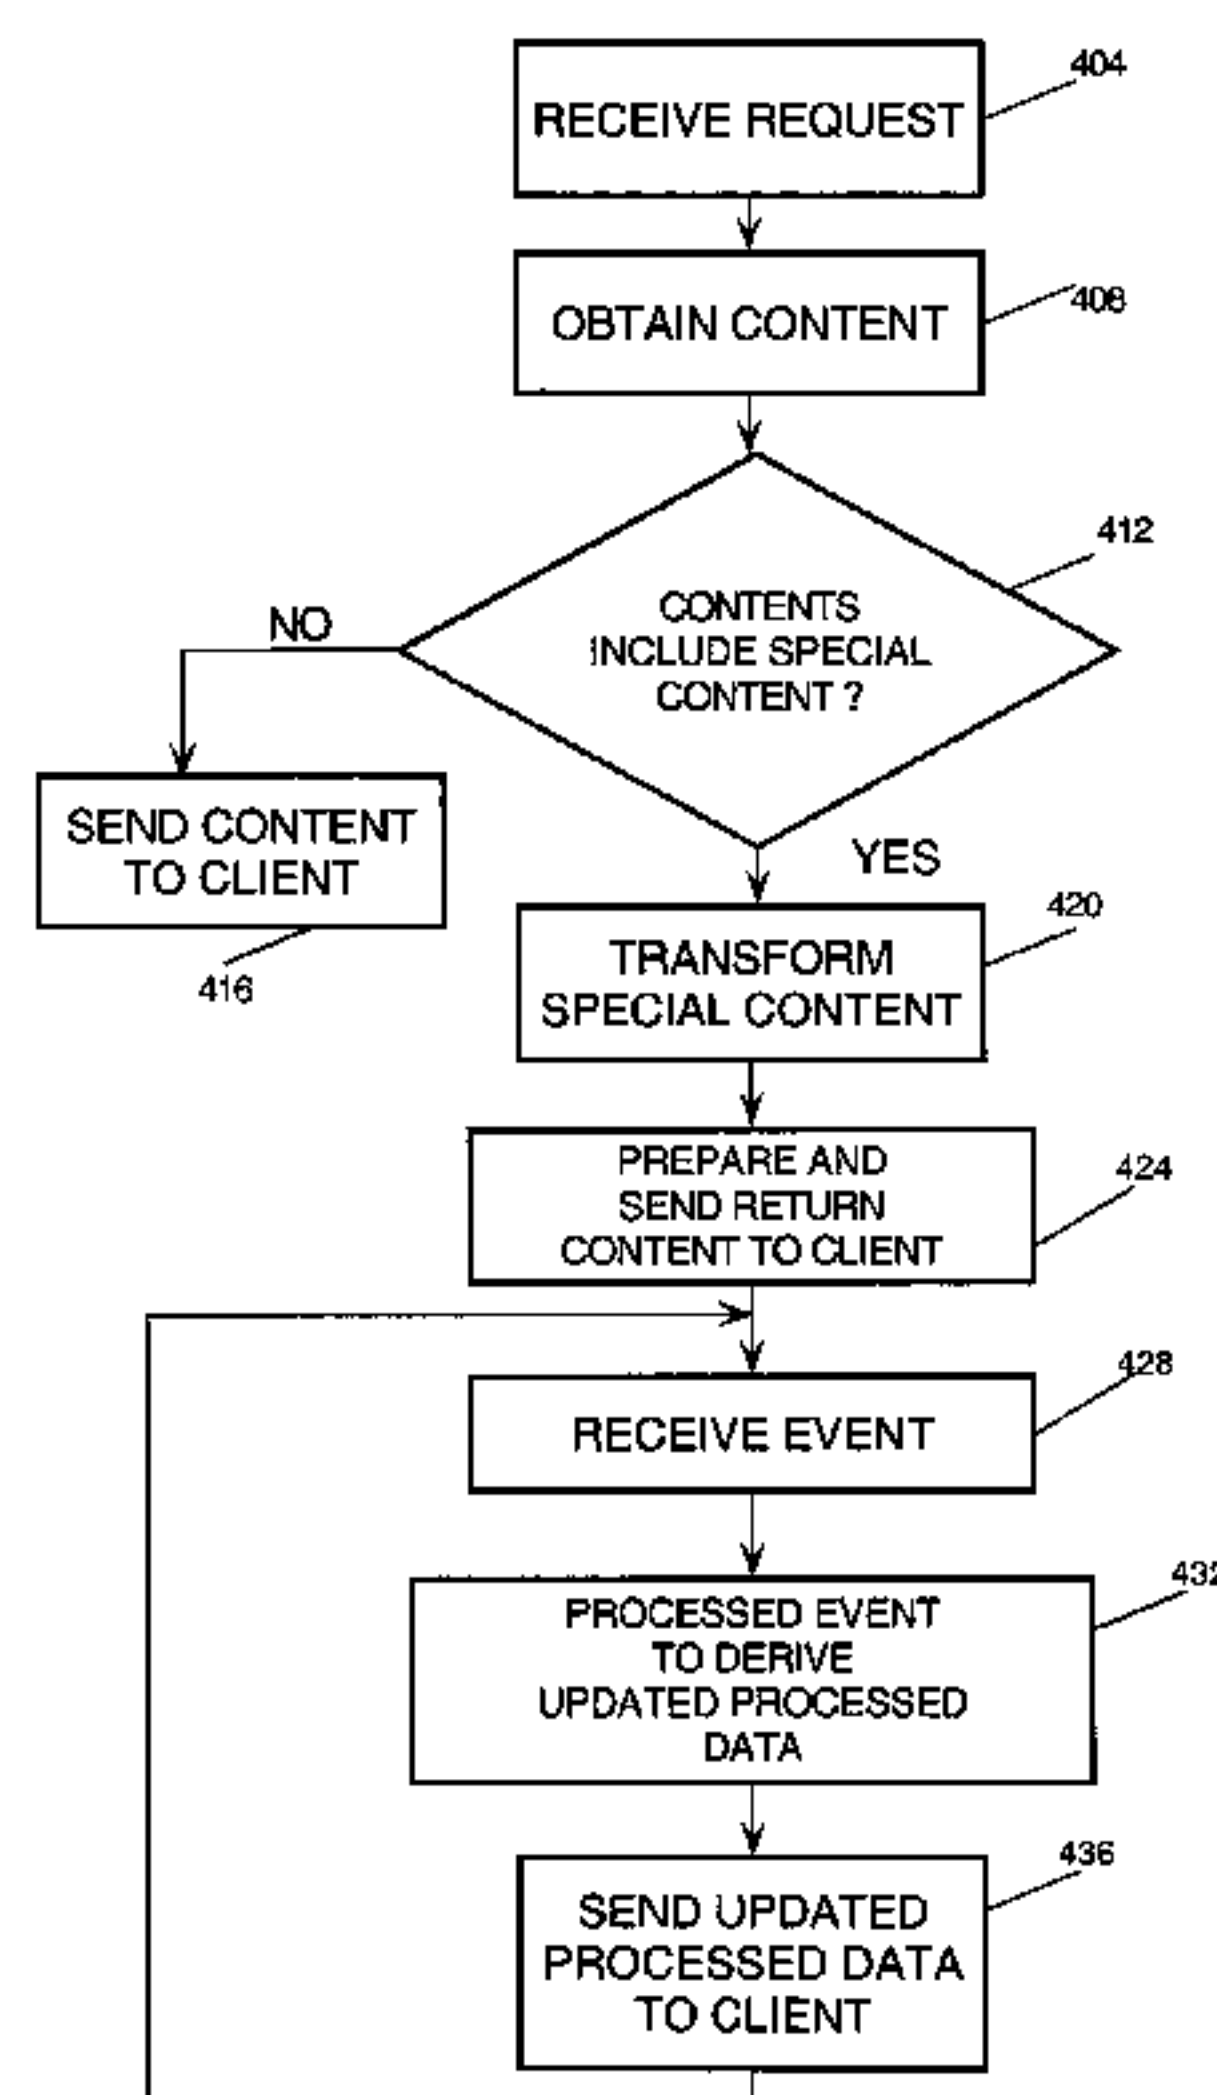 404
RECEIVE REQUEST
408
OBTAIN CONTENT
412
CONTENTS
INCLUDE SPECIAL
CONTENT ?
NO
SEND CONTENT
TO CLIENT
416
YES
420
TRANSFORM
SPECIAL CONTENT
424
PREPARE AND
SEND RETURN
CONTENT TO CLIENT
428
RECEIVE EVENT
432
PROCESSED EVENT
TO DERIVE
UPDATED PROCESSED
DATA
436
SEND UPDATED
PROCESSED DATA
TO CLIENT